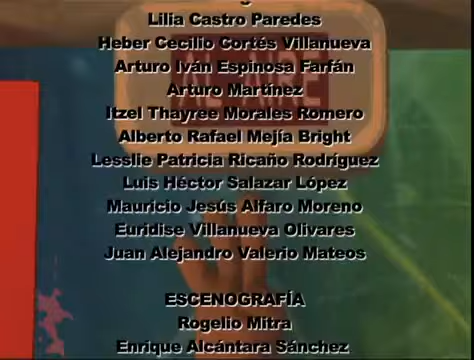 Lilia Castro Paredes
Heber Cecilio Cortés Villanueva
Arturo Iván Espinosa Farfán
AL AIRE
Arturo Martínez
Itzel Thayree Morales Romero
Alberto Rafael Mejía Bright
Lesslie Patricia Ricaño Rodríguez
Luis Héctor Salazar López
Mauricio Jesús Alfaro Moreno
Euridise Villanueva Olivares
Juan Alejandro Valerio Mateos
ESCENOGRAFÍA
Rogelio Mitra
Enrique Alcántara Sánchez